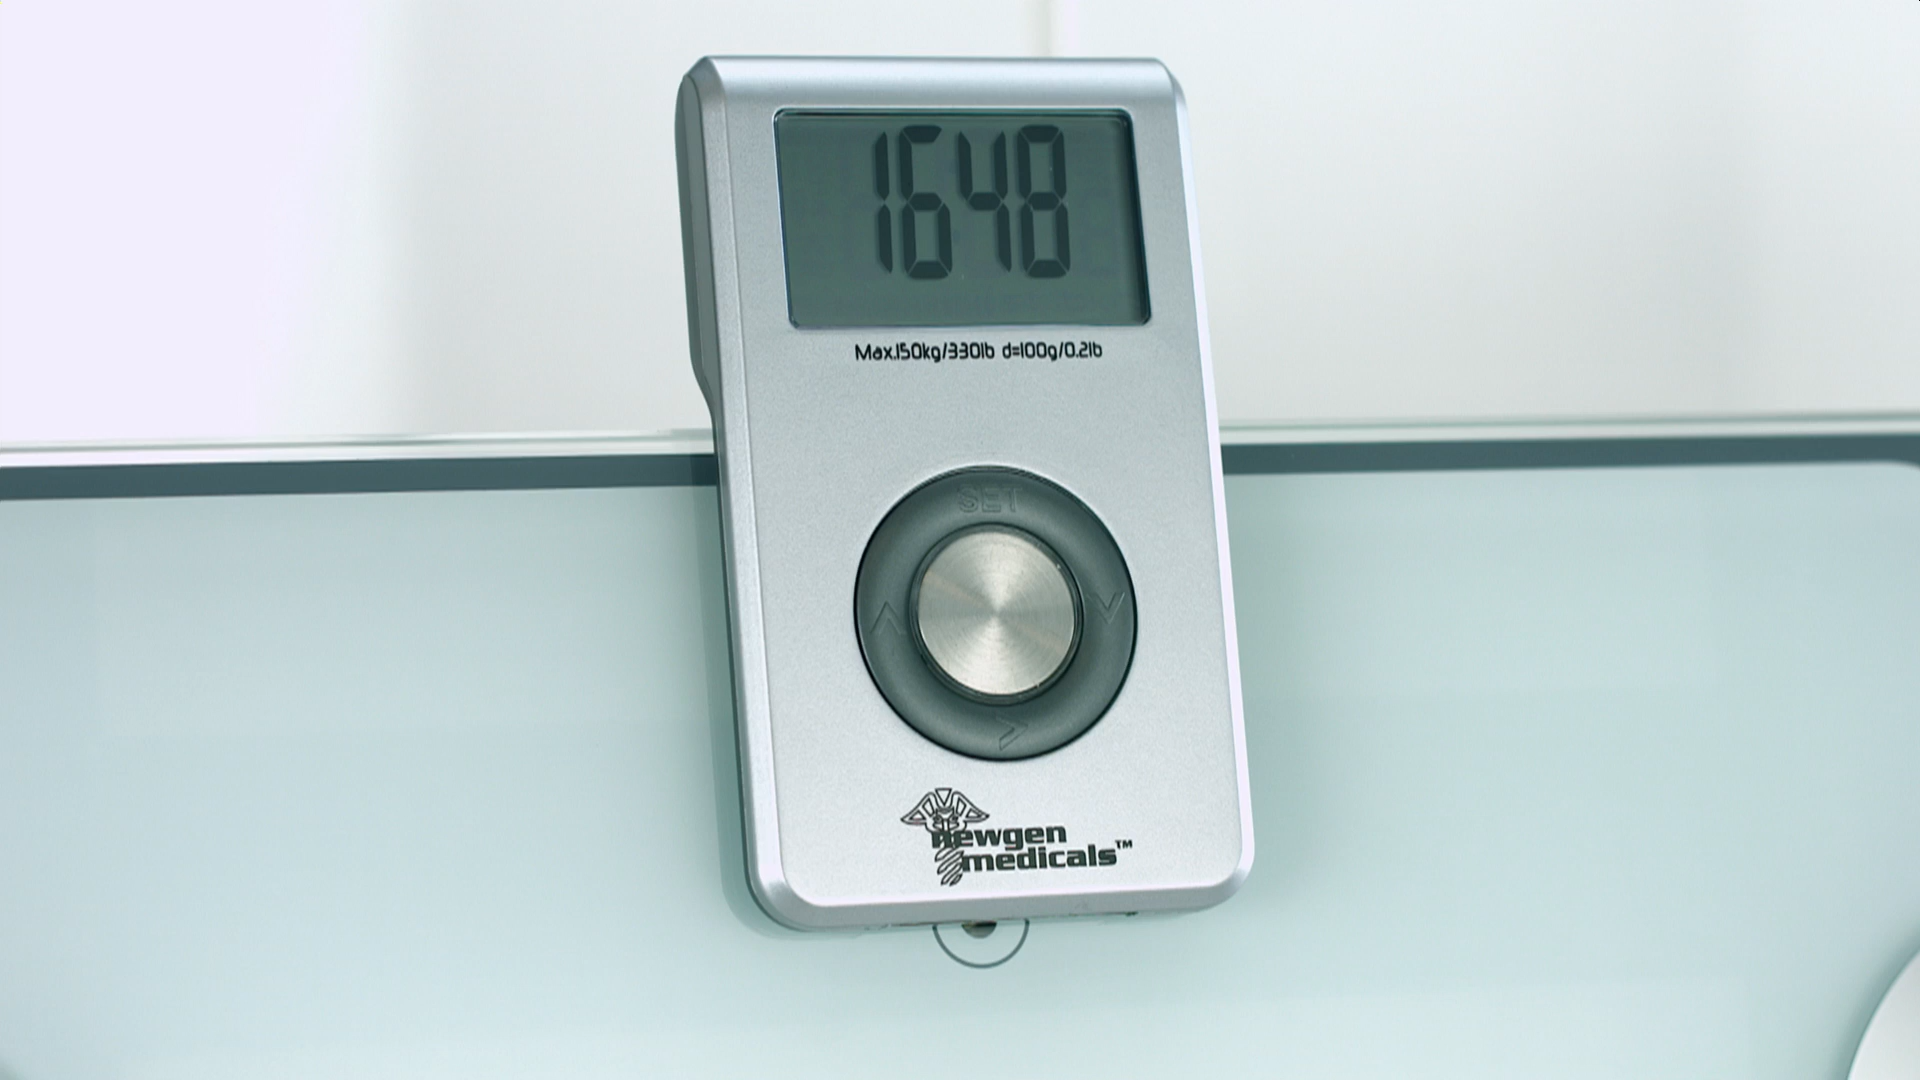 1648
Max.150kg/330lb d=100g/0.2lb
SET
newgen
medicals™